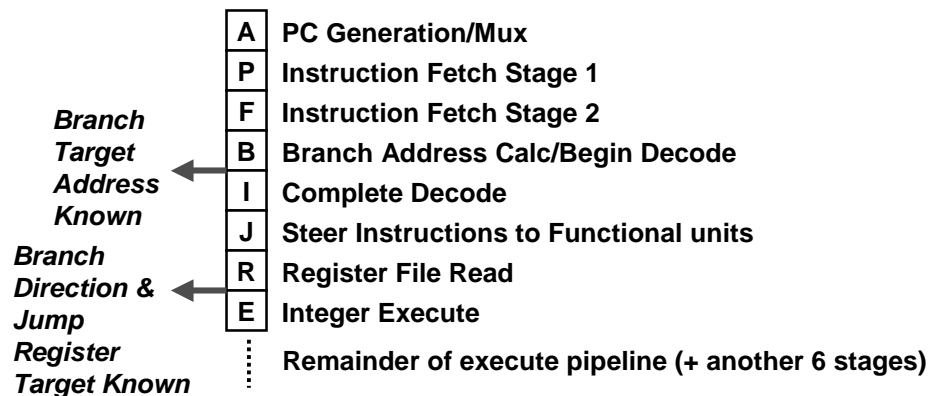 A PC Generation/Mux
P Instruction Fetch Stage 1
F Instruction Fetch Stage 2
Branch
Target
Address
Known
B Branch Address Calc/Begin Decode
I Complete Decode
J Steer Instructions to Functional units
Branch
Direction &
Jump
Register
Target Known
R Register File Read
E Integer Execute
Remainder of execute pipeline (+ another 6 stages)